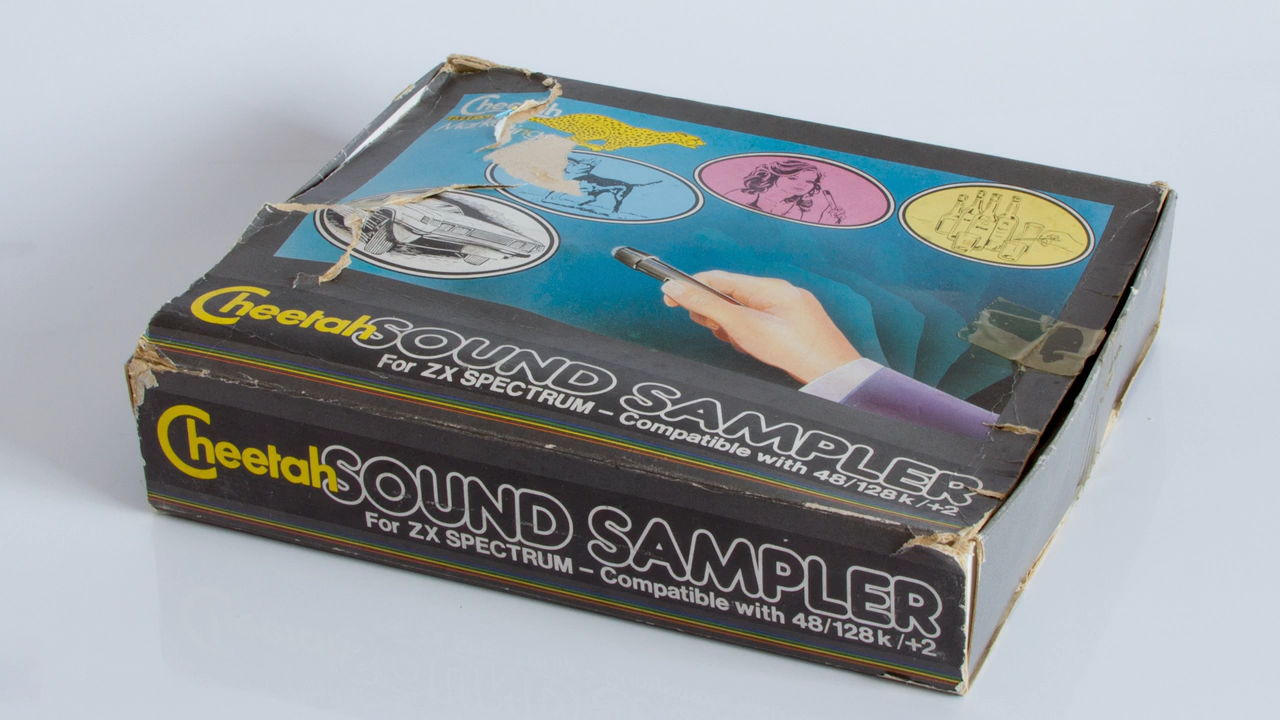 Cheetah
Marketing
Cheetah SOUND SAMPLER
For ZX SPECTRUM – Compatible with 48/128k/+2
Cheetah SOUND SAMPLER
For ZX SPECTRUM – Compatible with 48/128k/+2